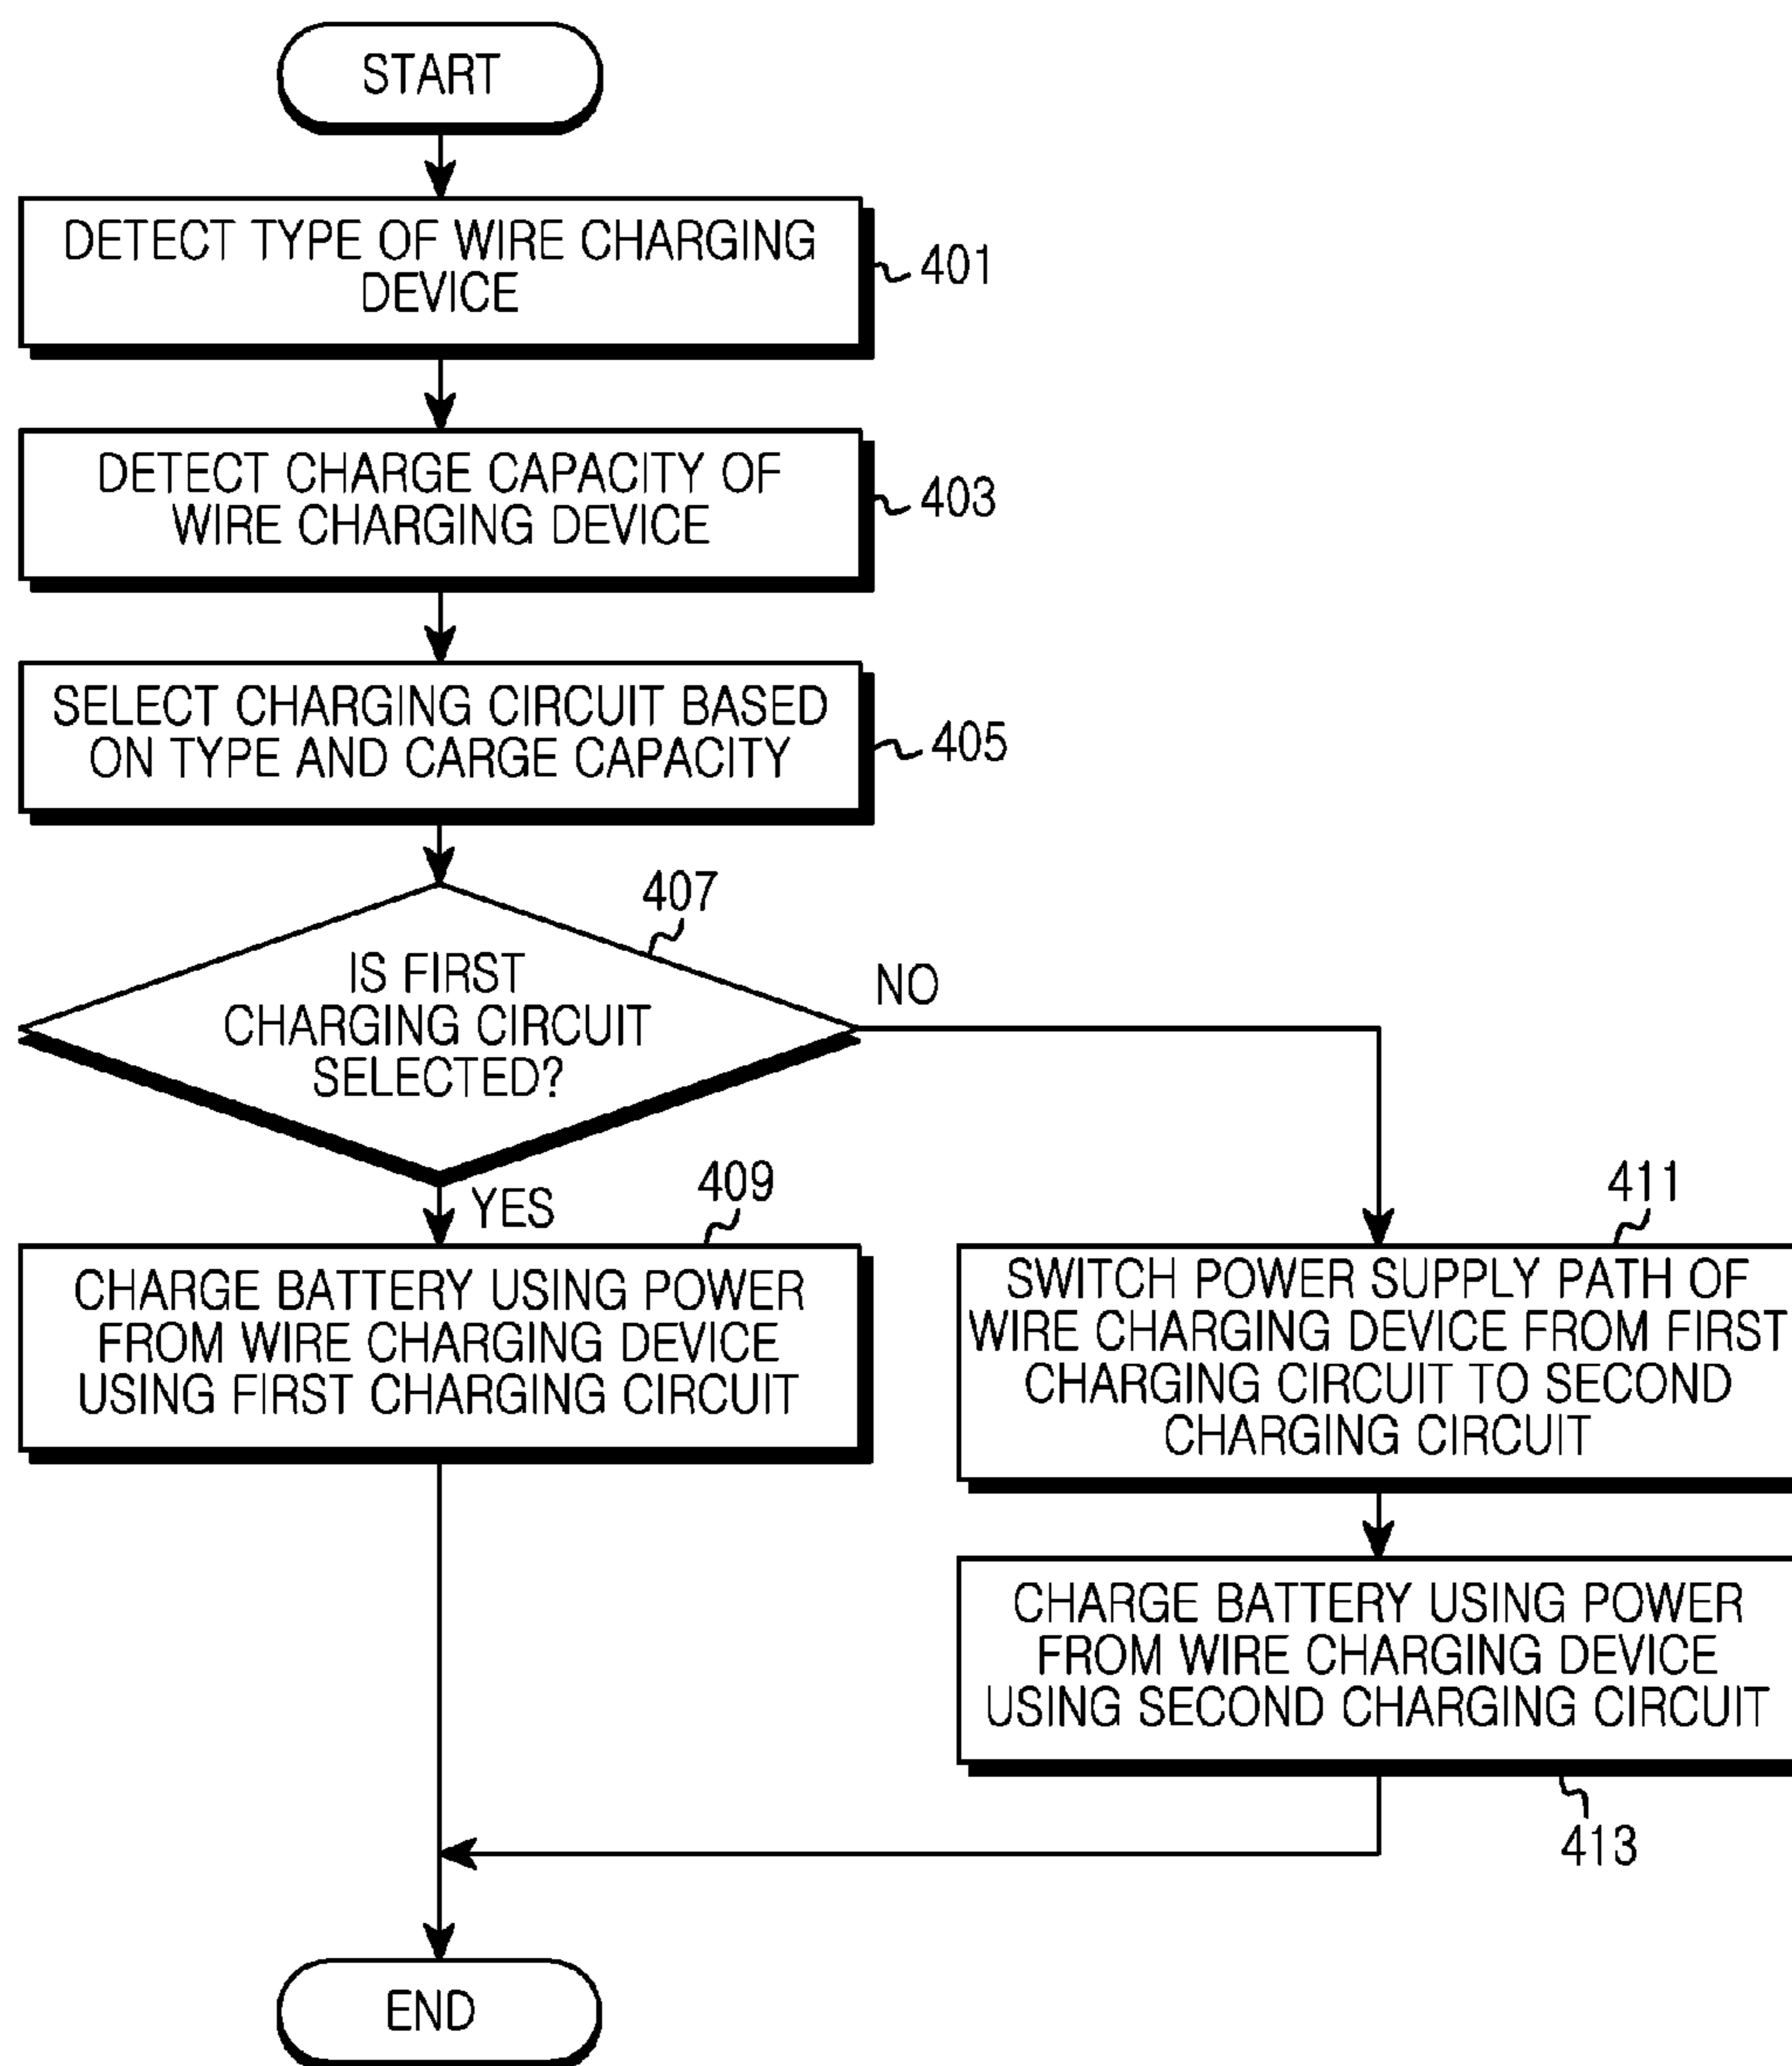 START
DETECT TYPE OF WIRE CHARGING
DEVICE
401
DETECT CHARGE CAPACITY OF
WIRE CHARGING DEVICE
403
SELECT CHARGING CIRCUIT BASED
ON TYPE AND CARGE CAPACITY
405
407
IS FIRST
CHARGING CIRCUIT
SELECTED?
NO
YES
409
CHARGE BATTERY USING POWER
FROM WIRE CHARGING DEVICE
USING FIRST CHARGING CIRCUIT
411
SWITCH POWER SUPPLY PATH OF
WIRE CHARGING DEVICE FROM FIRST
CHARGING CIRCUIT TO SECOND
CHARGING CIRCUIT
CHARGE BATTERY USING POWER
FROM WIRE CHARGING DEVICE
USING SECOND CHARGING CIRCUIT
413
END